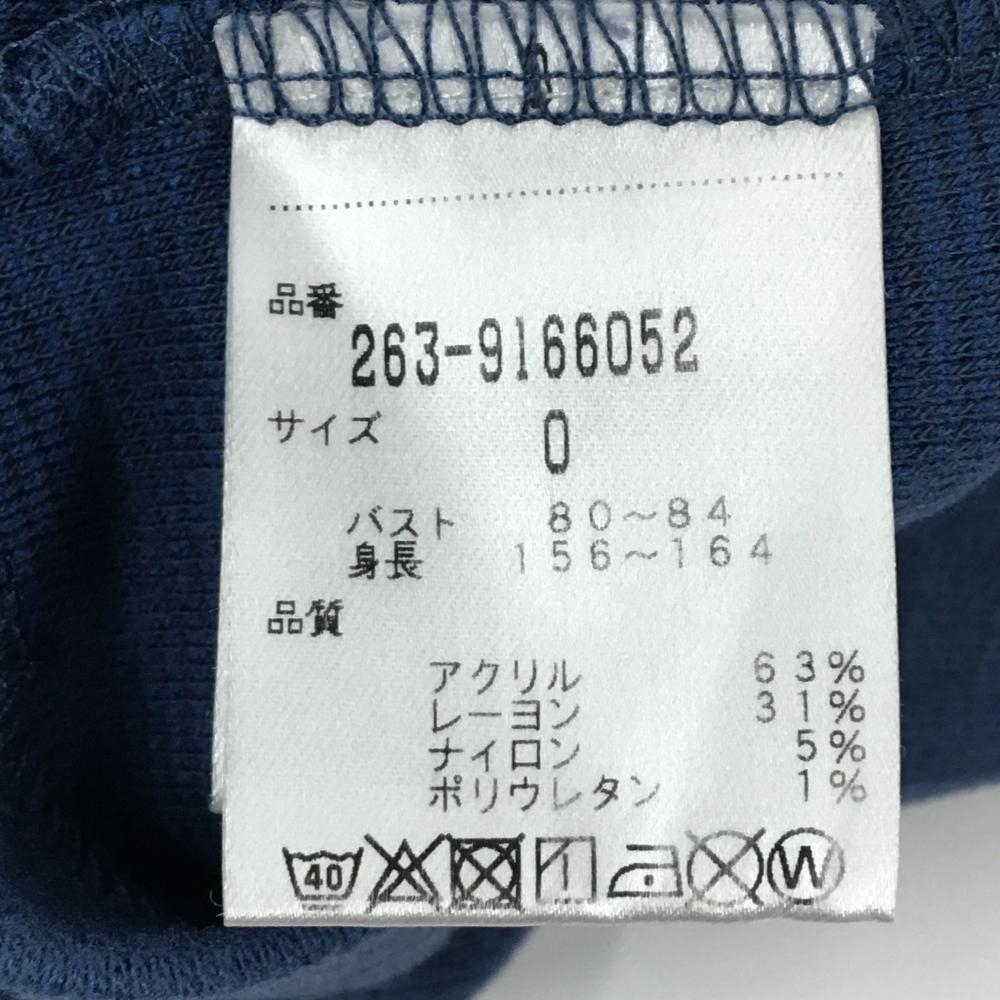 品番
263-9166052
サイズ 0
バスト 80～84
身長 156～164
品質
アクリル 63%
レーヨン 31%
ナイロン 5%
ポリウレタン 1%
40 W